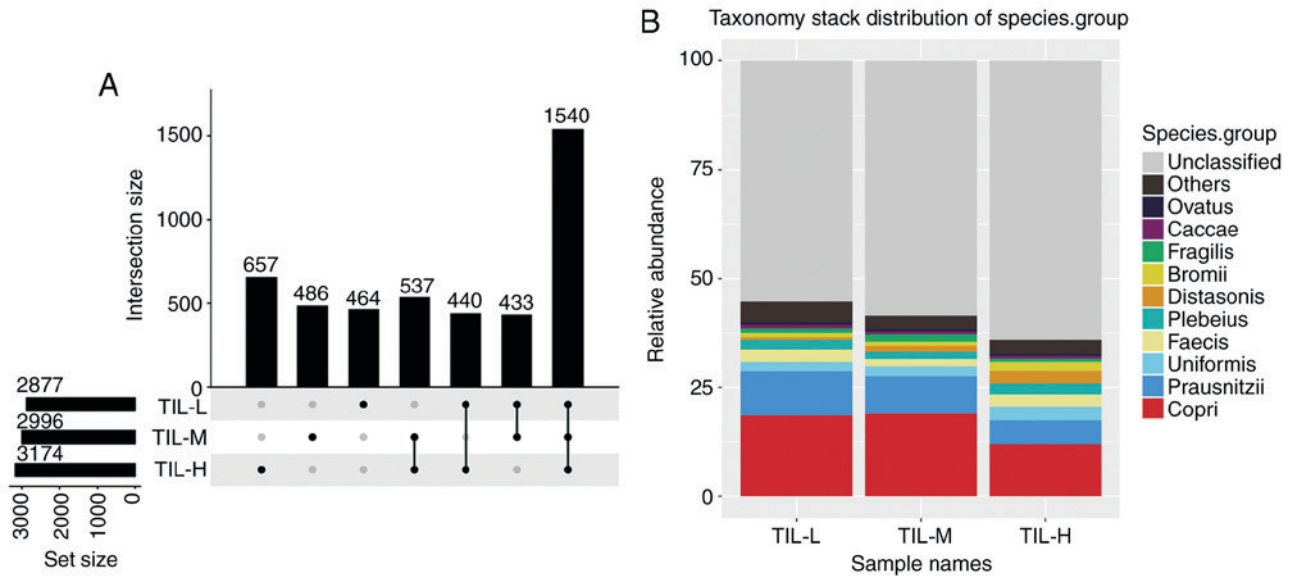 A
Intersection size
1500
1000
500
0
657
486
464
537
440
433
1540
2877
2996
3174
TIL-L
TIL-M
TIL-H
3000
2000
1000
0
Set size
B
Taxonomy stack distribution of species.group
Relative abundance
100
75
50
25
0
TIL-L
TIL-M
TIL-H
Sample names
Species.group
Unclassified
Others
Ovatus
Caccae
Fragilis
Bromii
Distasonis
Plebeius
Faecis
Uniformis
Prausnitzii
Copri